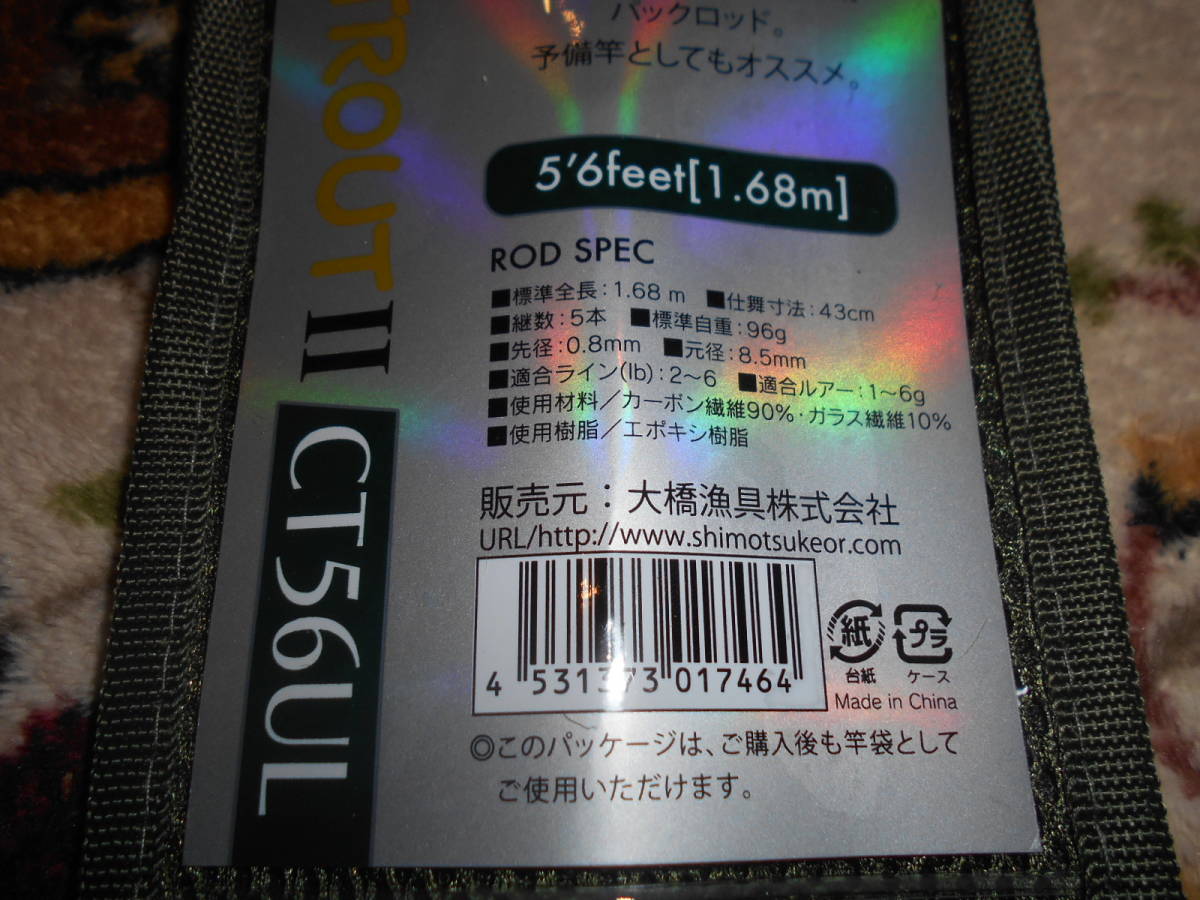 パックロッド。
予備竿としてもオススメ。
5'6feet[1.68m]
ROD SPEC
■標準全長：1.68 m ■仕舞寸法：43cm
■継数：5本 ■標準自重：96g
■先径：0.8mm ■元径：8.5mm
■適合ライン(lb)：2～6 ■適合ルアー：1～6g
■使用材料／カーボン繊維90%・ガラス繊維10%
■使用樹脂／エポキシ樹脂
販売元：大橋漁具株式会社
URL/http://www.shimotsukeor.com
4 531373 017464
紙
台紙
プラ
ケース
Made in China
◎このパッケージは、ご購入後も竿袋として
ご使用いただけます。
TROUT II
CT56UL